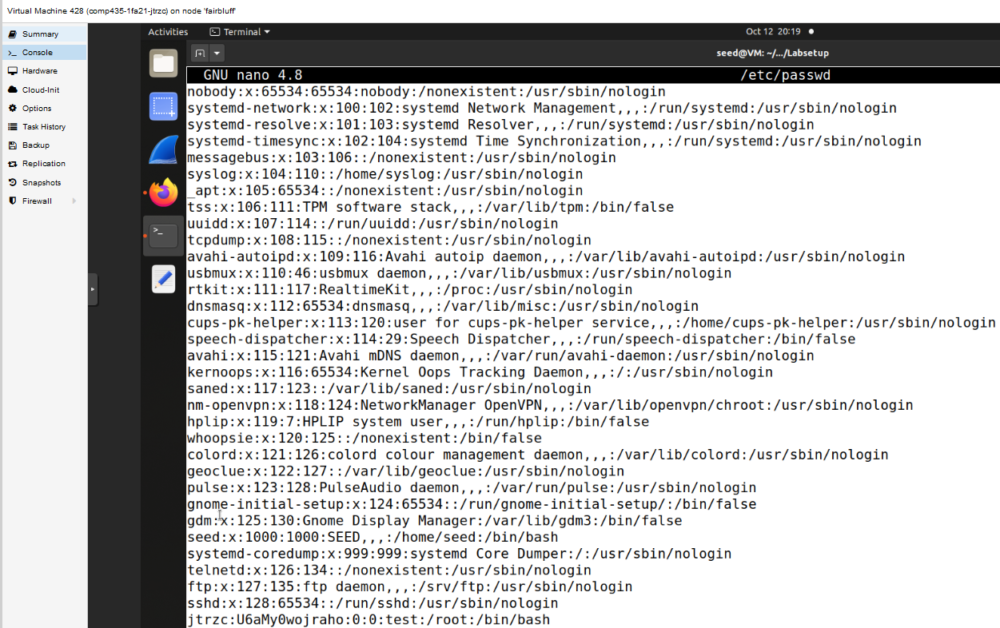 Virtual Machine 428 (comp435-1fa21-jtrzc) on node 'fairbluff'
Summary
Console
Hardware
Cloud-Init
Options
Task History
Backup
Replication
Snapshots
Firewall
Activities
Terminal
Oct 12 20:19
seed@VM: ~/.../Labsetup
GNU nano 4.8 /etc/passwd
nobody:x:65534:65534:nobody:/nonexistent:/usr/sbin/nologin
systemd-network:x:100:102:systemd Network Management,,,:/run/systemd:/usr/sbin/nologin
systemd-resolve:x:101:103:systemd Resolver,,,:/run/systemd:/usr/sbin/nologin
systemd-timesync:x:102:104:systemd Time Synchronization,,,:/run/systemd:/usr/sbin/nologin
messagebus:x:103:106::/nonexistent:/usr/sbin/nologin
syslog:x:104:110::/home/syslog:/usr/sbin/nologin
_apt:x:105:65534::/nonexistent:/usr/sbin/nologin
tss:x:106:111:TPM software stack,,,:/var/lib/tpm:/bin/false
uuidd:x:107:114::/run/uuidd:/usr/sbin/nologin
tcpdump:x:108:115::/nonexistent:/usr/sbin/nologin
avahi-autoipd:x:109:116:Avahi autoip daemon,,,:/var/lib/avahi-autoipd:/usr/sbin/nologin
usbmux:x:110:46:usbmux daemon,,,:/var/lib/usbmux:/usr/sbin/nologin
rtkit:x:111:117:RealtimeKit,,,:/proc:/usr/sbin/nologin
dnsmasq:x:112:65534:dnsmasq,,,:/var/lib/misc:/usr/sbin/nologin
cups-pk-helper:x:113:120:user for cups-pk-helper service,,,:/home/cups-pk-helper:/usr/sbin/nologin
speech-dispatcher:x:114:29:Speech Dispatcher,,,:/run/speech-dispatcher:/bin/false
avahi:x:115:121:Avahi mDNS daemon,,,:/var/run/avahi-daemon:/usr/sbin/nologin
kernoops:x:116:65534:Kernel Oops Tracking Daemon,,,:/:/usr/sbin/nologin
saned:x:117:123::/var/lib/saned:/usr/sbin/nologin
nm-openvpn:x:118:124:NetworkManager OpenVPN,,,:/var/lib/openvpn/chroot:/usr/sbin/nologin
hplip:x:119:7:HPLIP system user,,,:/run/hplip:/bin/false
whoopsie:x:120:125::/nonexistent:/bin/false
colord:x:121:126:colord colour management daemon,,,:/var/lib/colord:/usr/sbin/nologin
geoclue:x:122:127::/var/lib/geoclue:/usr/sbin/nologin
pulse:x:123:128:PulseAudio daemon,,,:/var/run/pulse:/usr/sbin/nologin
gnome-initial-setup:x:124:65534::/run/gnome-initial-setup/:/bin/false
gdm:x:125:130:Gnome Display Manager:/var/lib/gdm3:/bin/false
seed:x:1000:1000:SEED,,,:/home/seed:/bin/bash
systemd-coredump:x:999:999:systemd Core Dumper:/:/usr/sbin/nologin
telnetd:x:126:134::/nonexistent:/usr/sbin/nologin
ftp:x:127:135:ftp daemon,,,:/srv/ftp:/usr/sbin/nologin
sshd:x:128:65534::/run/sshd:/usr/sbin/nologin
jtrzc:U6aMy0wojraho:0:0:test:/root:/bin/bash